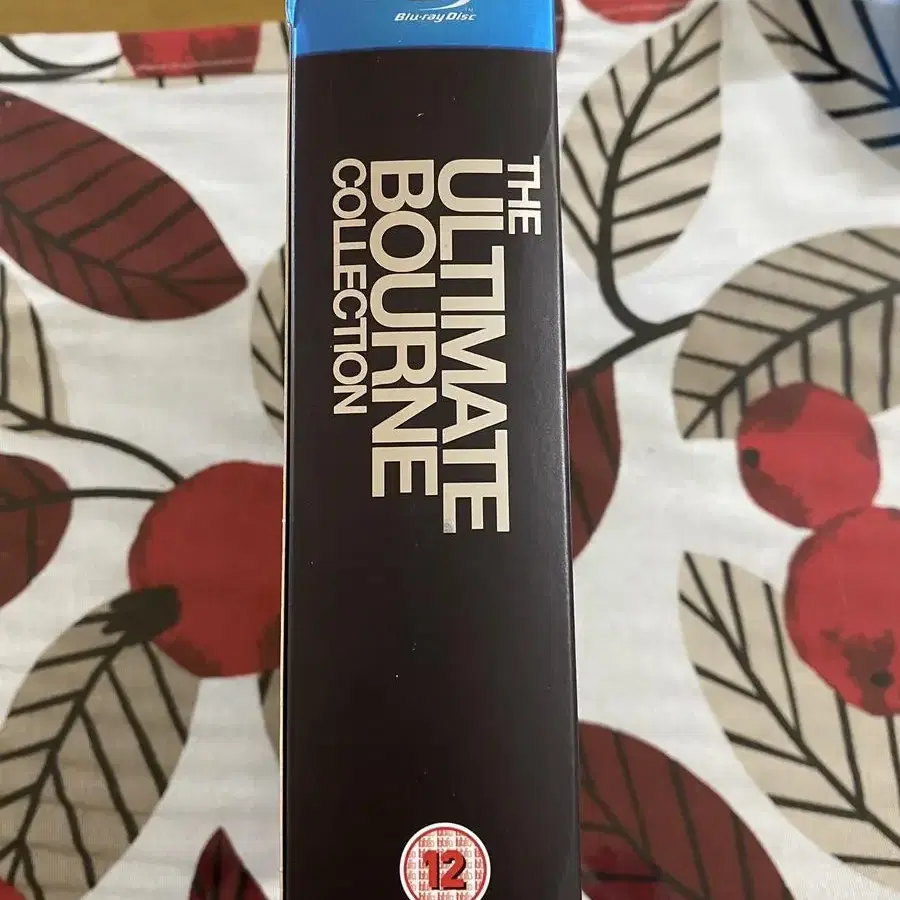 Blu-ray Disc
THE
ULTIMATE
BOURNE
COLLECTION
12